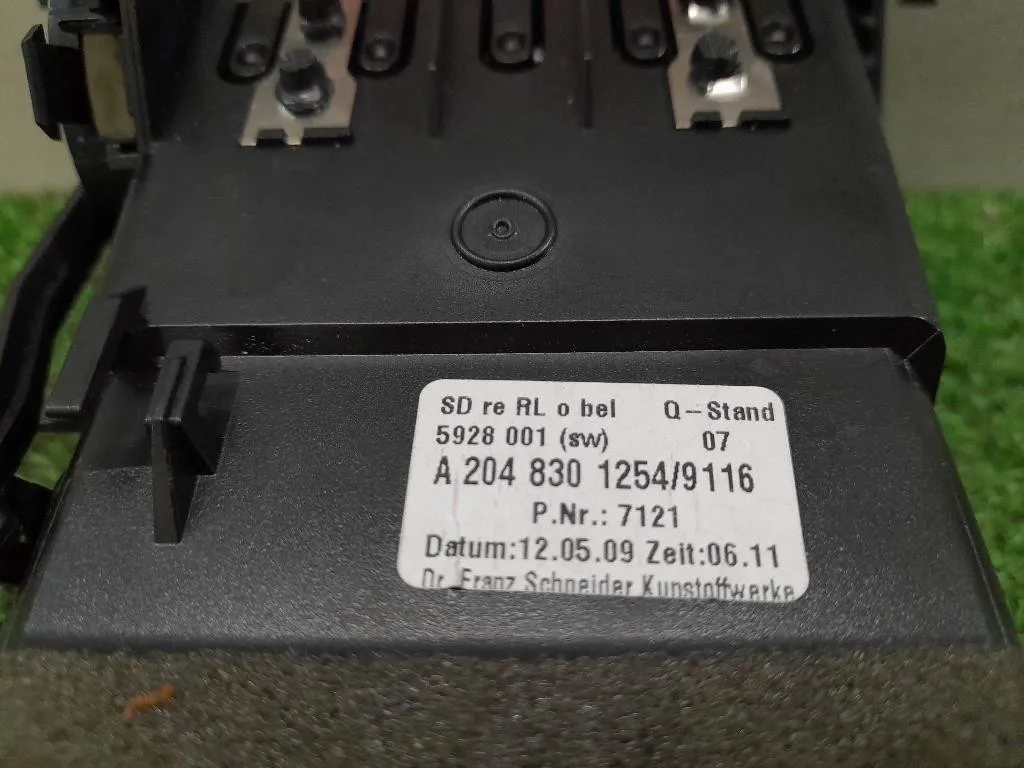 SD re RL o bel Q-Stand
5928 001 (sw) 07
A 204 830 1254/9116
P.Nr.: 7121
Datum:12.05.09 Zeit:06.11
Dr. Franz Schneider Kunstoffwerke